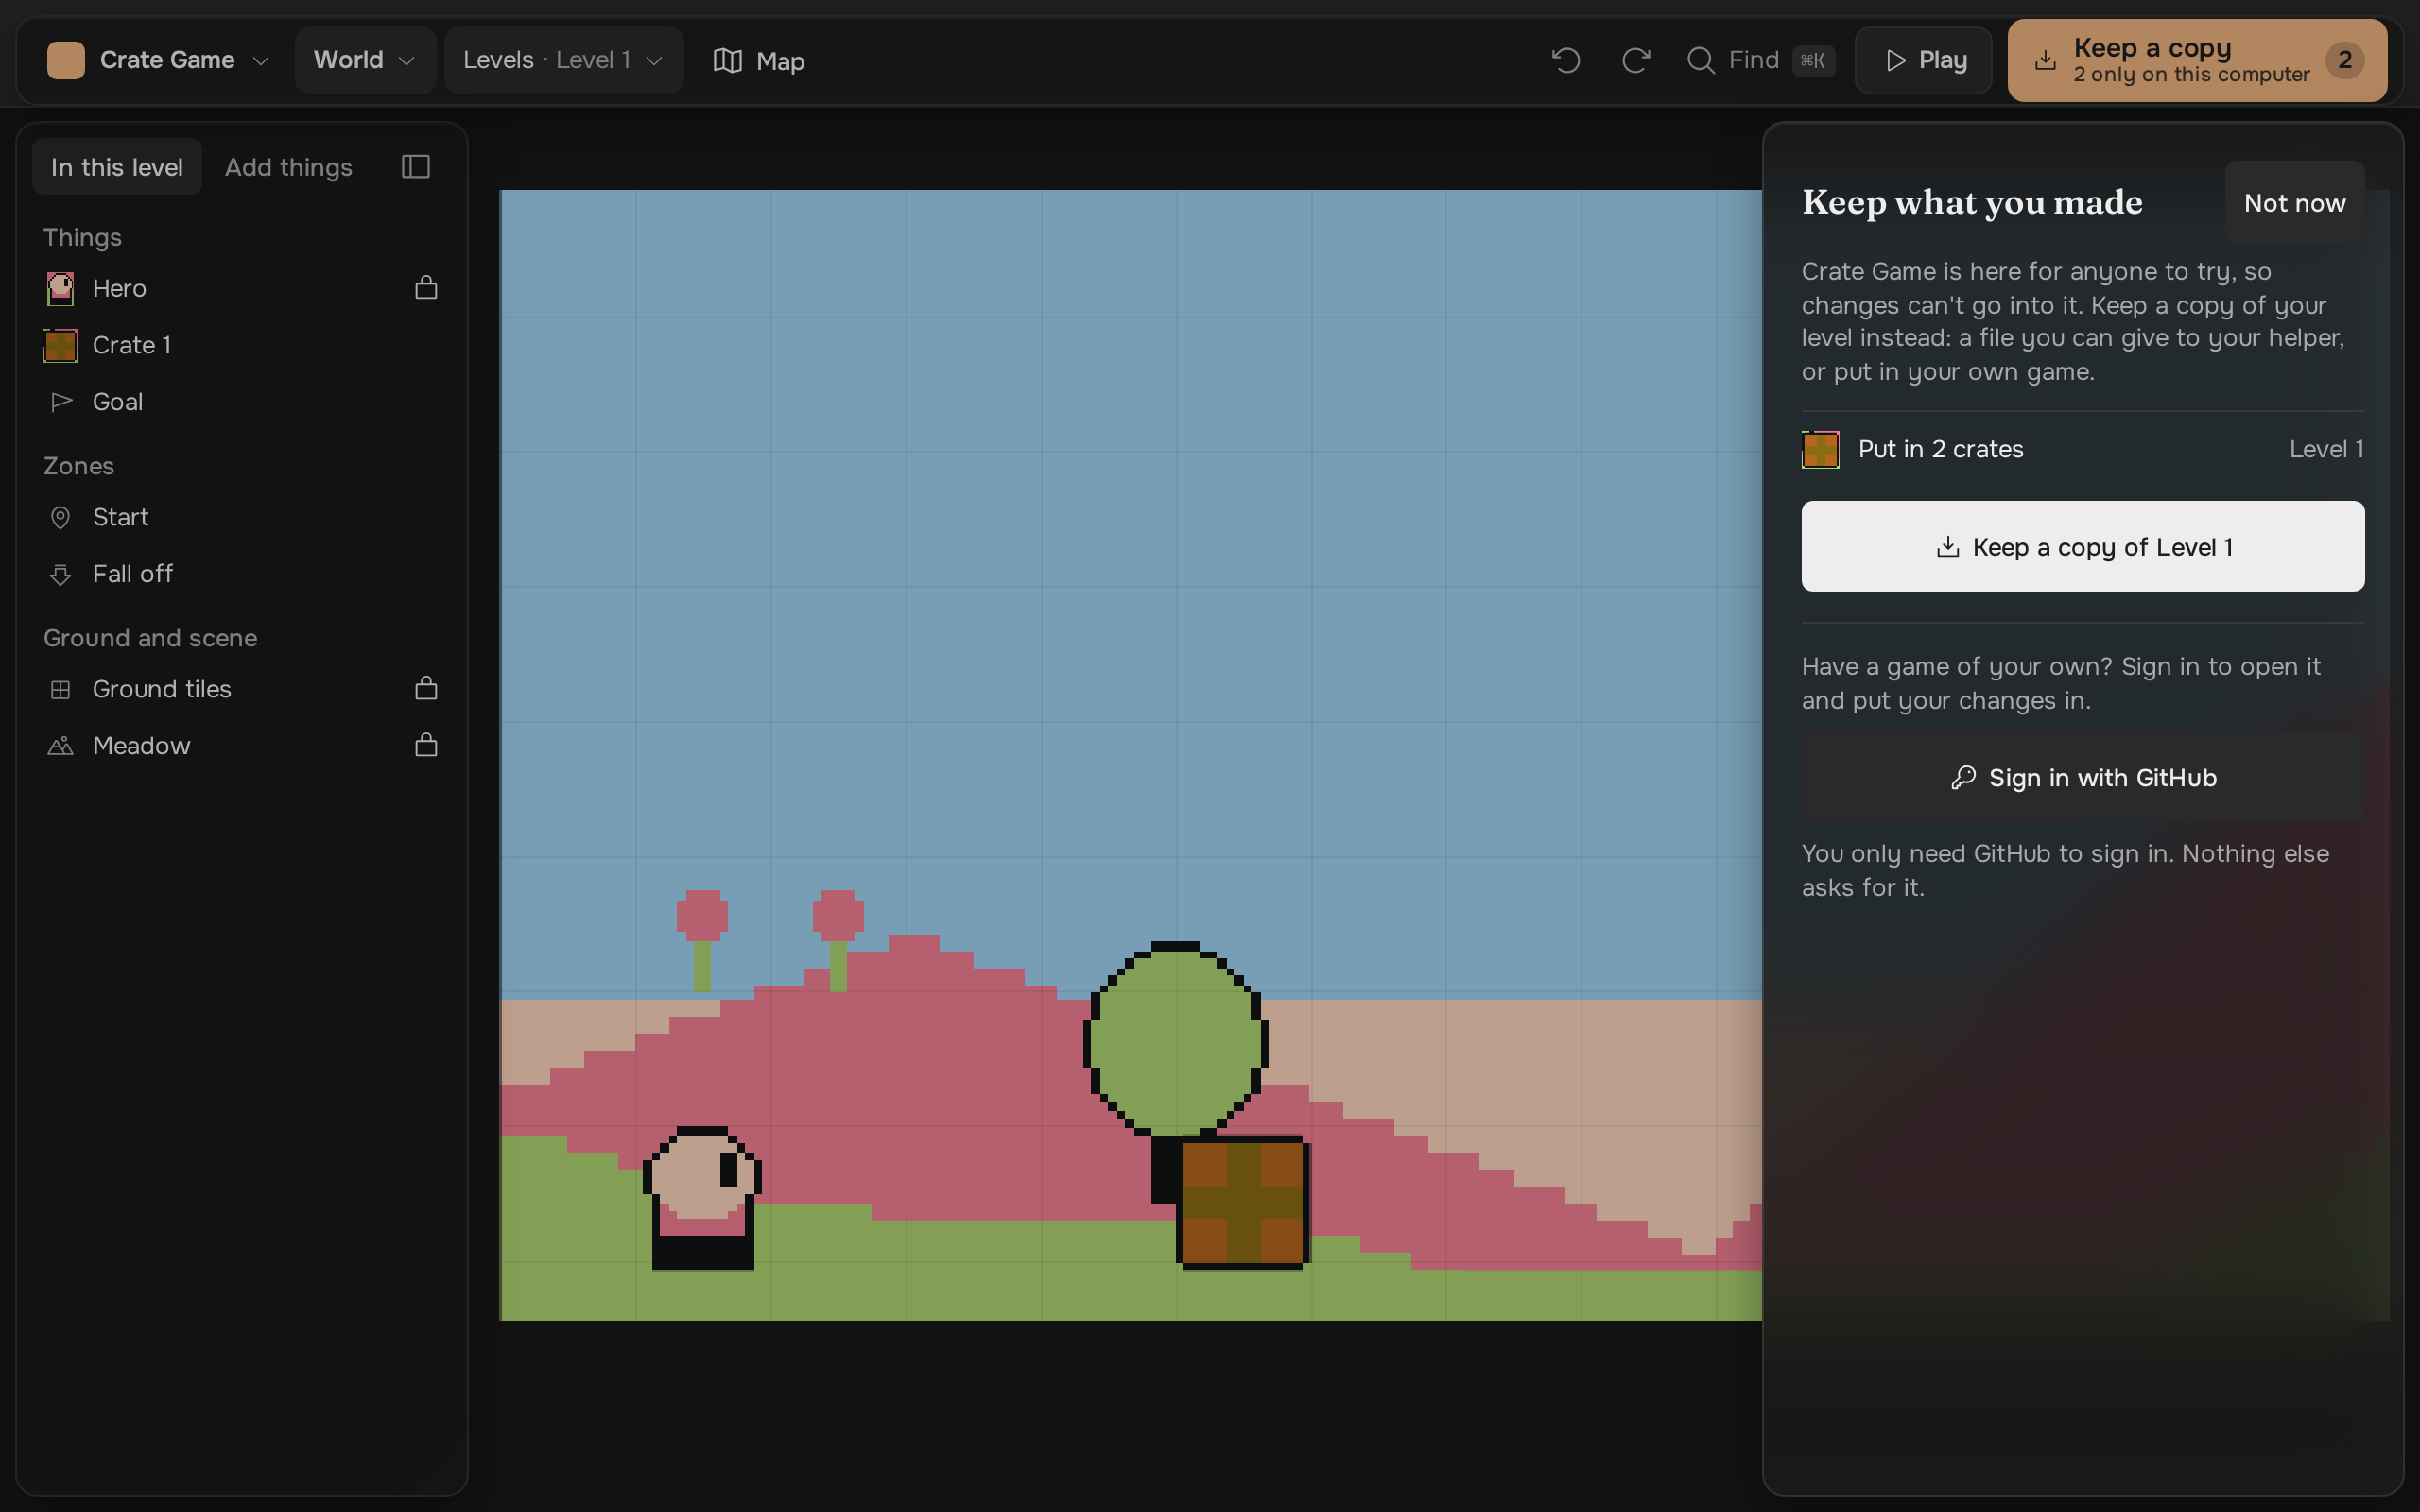 Crate Game
World
Levels · Level 1
Map
Find ⌘K
Play
Keep a copy
2 only on this computer
2
In this level
Add things
Things
Hero
Crate 1
Goal
Zones
Start
Fall off
Ground and scene
Ground tiles
Meadow
Keep what you made
Not now
Crate Game is here for anyone to try, so
changes can't go into it. Keep a copy of your
level instead: a file you can give to your helper,
or put in your own game.
Put in 2 crates
Level 1
Keep a copy of Level 1
Have a game of your own? Sign in to open it
and put your changes in.
Sign in with GitHub
You only need GitHub to sign in. Nothing else
asks for it.